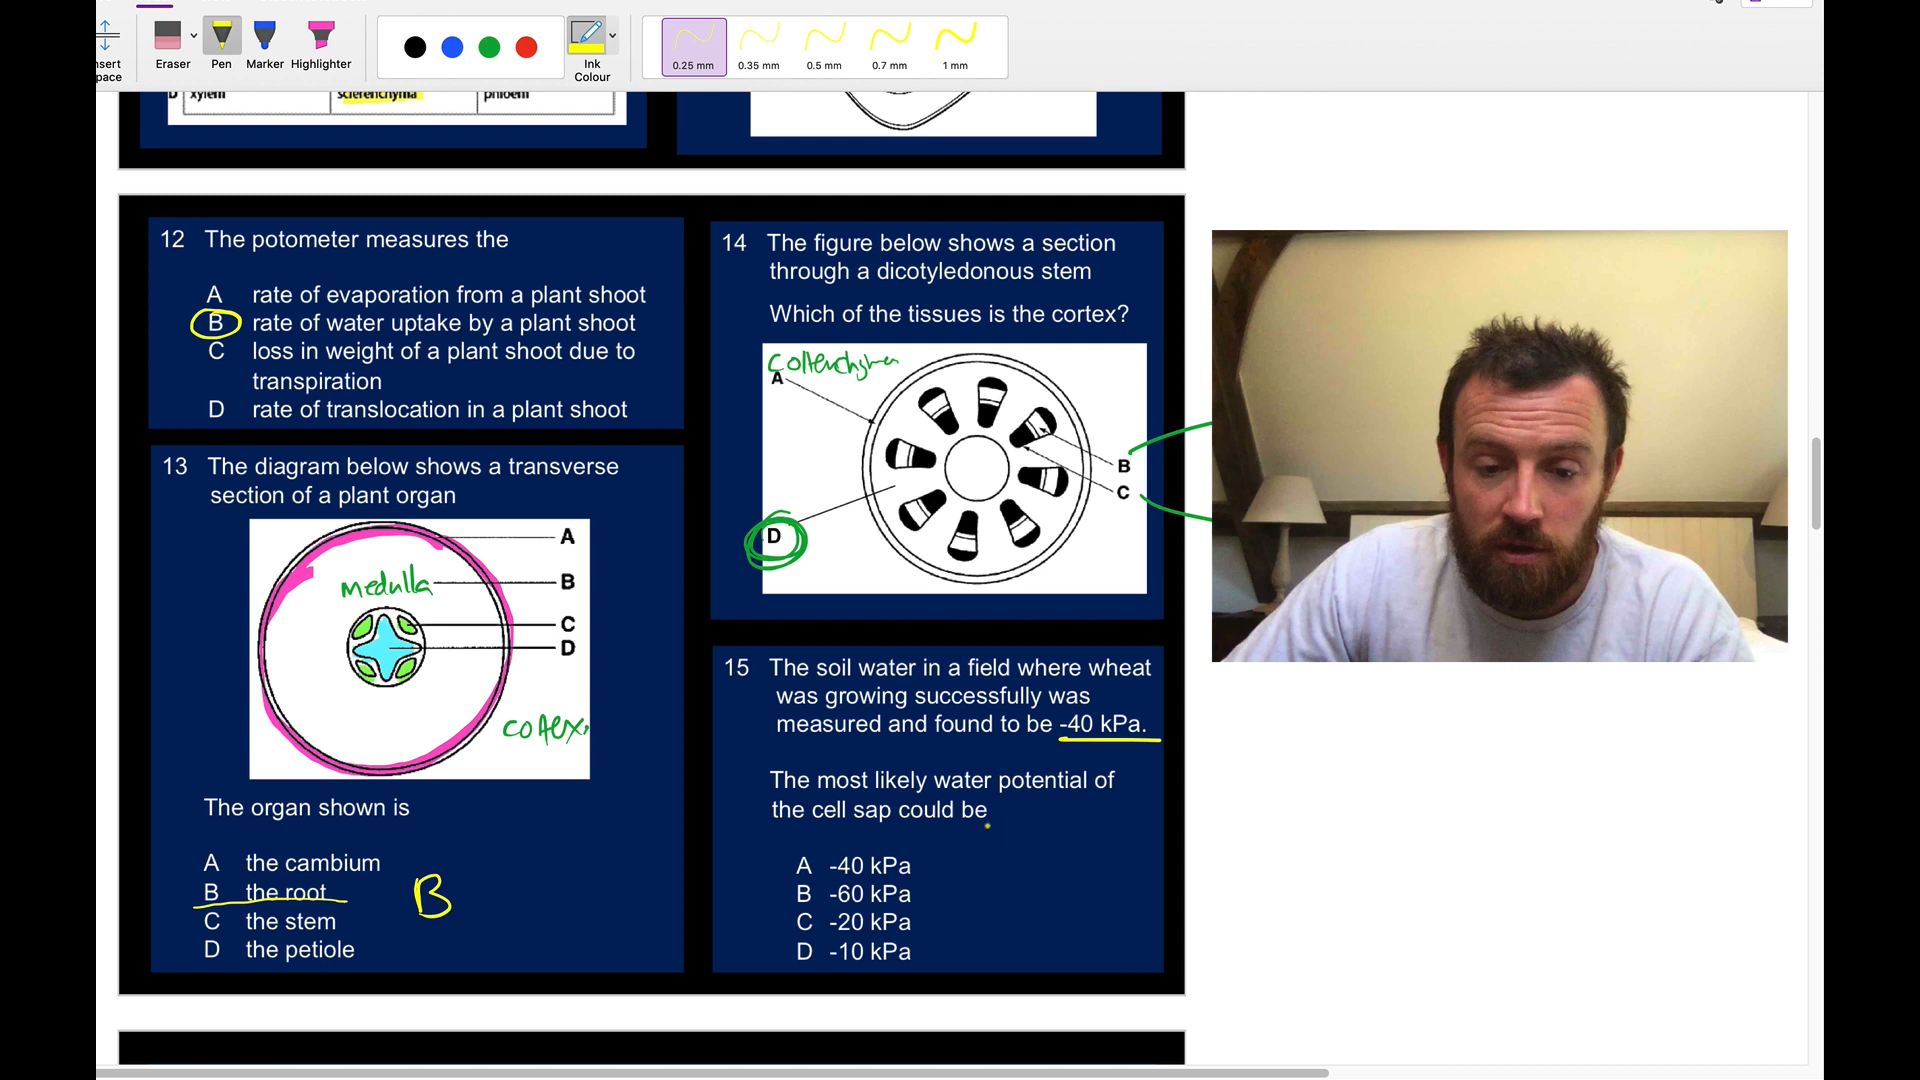 nsert
pace
Eraser
Pen
Marker
Highlighter
Ink
Colour
0.25 mm
0.35 mm
0.5 mm
0.7 mm
1 mm
D xylem sclerenchyma phloem
12 The potometer measures the
A rate of evaporation from a plant shoot
B rate of water uptake by a plant shoot
C loss in weight of a plant shoot due to
transpiration
D rate of translocation in a plant shoot
13 The diagram below shows a transverse
section of a plant organ
A
medulla B
C
D
cortex
The organ shown is
A the cambium
B the root
B
C the stem
D the petiole
14 The figure below shows a section
through a dicotyledonous stem
Which of the tissues is the cortex?
Collenchyma
A
B
C
D
15 The soil water in a field where wheat
was growing successfully was
measured and found to be -40 kPa.
The most likely water potential of
the cell sap could be
A -40 kPa
B -60 kPa
C -20 kPa
D -10 kPa